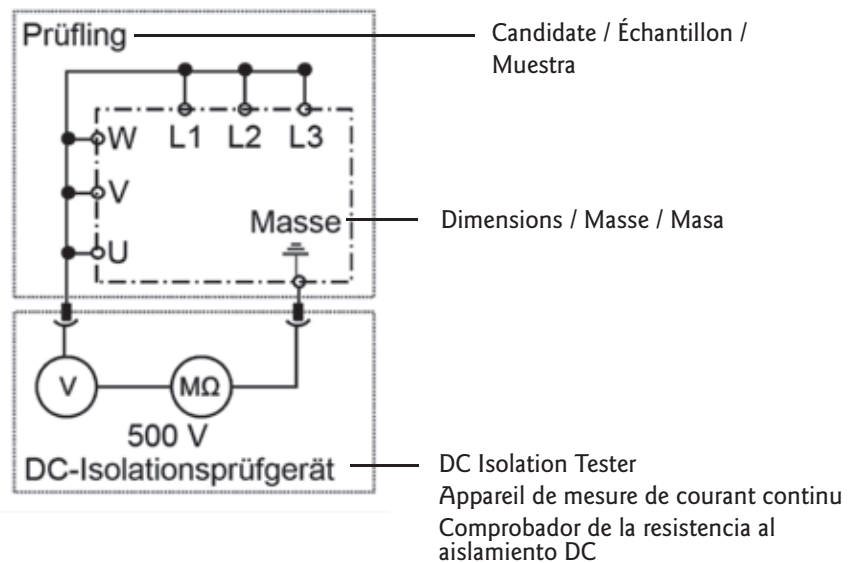 Prüfling
Candidate / Échantillon /
Muestra
W L1 L2 L3
V
Masse
Dimensions / Masse / Masa
U
V MΩ
500 V
DC-Isolationsprüfgerät
DC Isolation Tester
Appareil de mesure de courant continu
Comprobador de la resistencia al
aislamiento DC